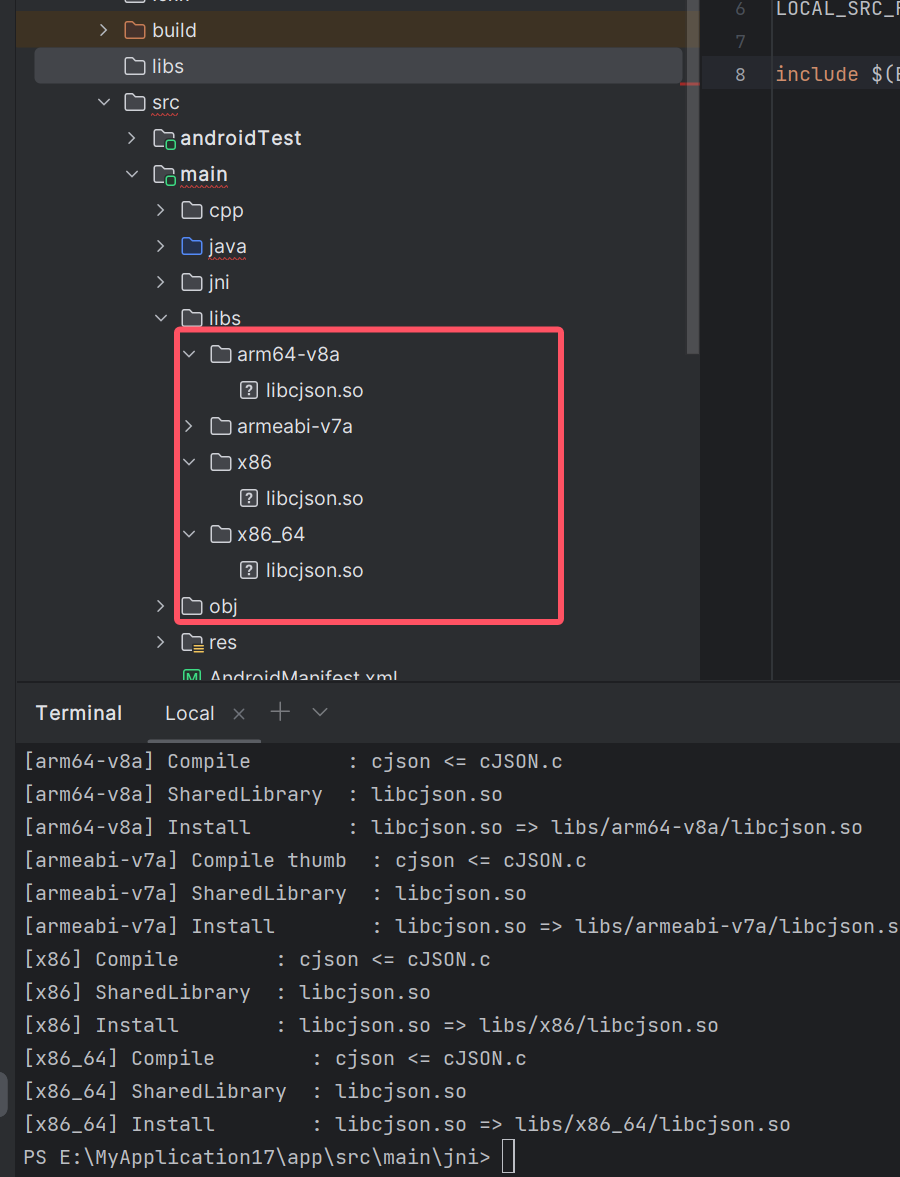 build
libs
src
androidTest
main
cpp
java
jni
libs
arm64-v8a
libcjson.so
armeabi-v7a
x86
libcjson.so
x86_64
libcjson.so
obj
res
AndroidManifest.xml
6 LOCAL_SRC_F
7
8 include $(
Terminal Local
[arm64-v8a] Compile        : cjson <= cJSON.c
[arm64-v8a] SharedLibrary  : libcjson.so
[arm64-v8a] Install        : libcjson.so => libs/arm64-v8a/libcjson.so
[armeabi-v7a] Compile thumb  : cjson <= cJSON.c
[armeabi-v7a] SharedLibrary  : libcjson.so
[armeabi-v7a] Install        : libcjson.so => libs/armeabi-v7a/libcjson.s
[x86] Compile        : cjson <= cJSON.c
[x86] SharedLibrary  : libcjson.so
[x86] Install        : libcjson.so => libs/x86/libcjson.so
[x86_64] Compile        : cjson <= cJSON.c
[x86_64] SharedLibrary  : libcjson.so
[x86_64] Install        : libcjson.so => libs/x86_64/libcjson.so
PS E:\MyApplication17\app\src\main\jni>